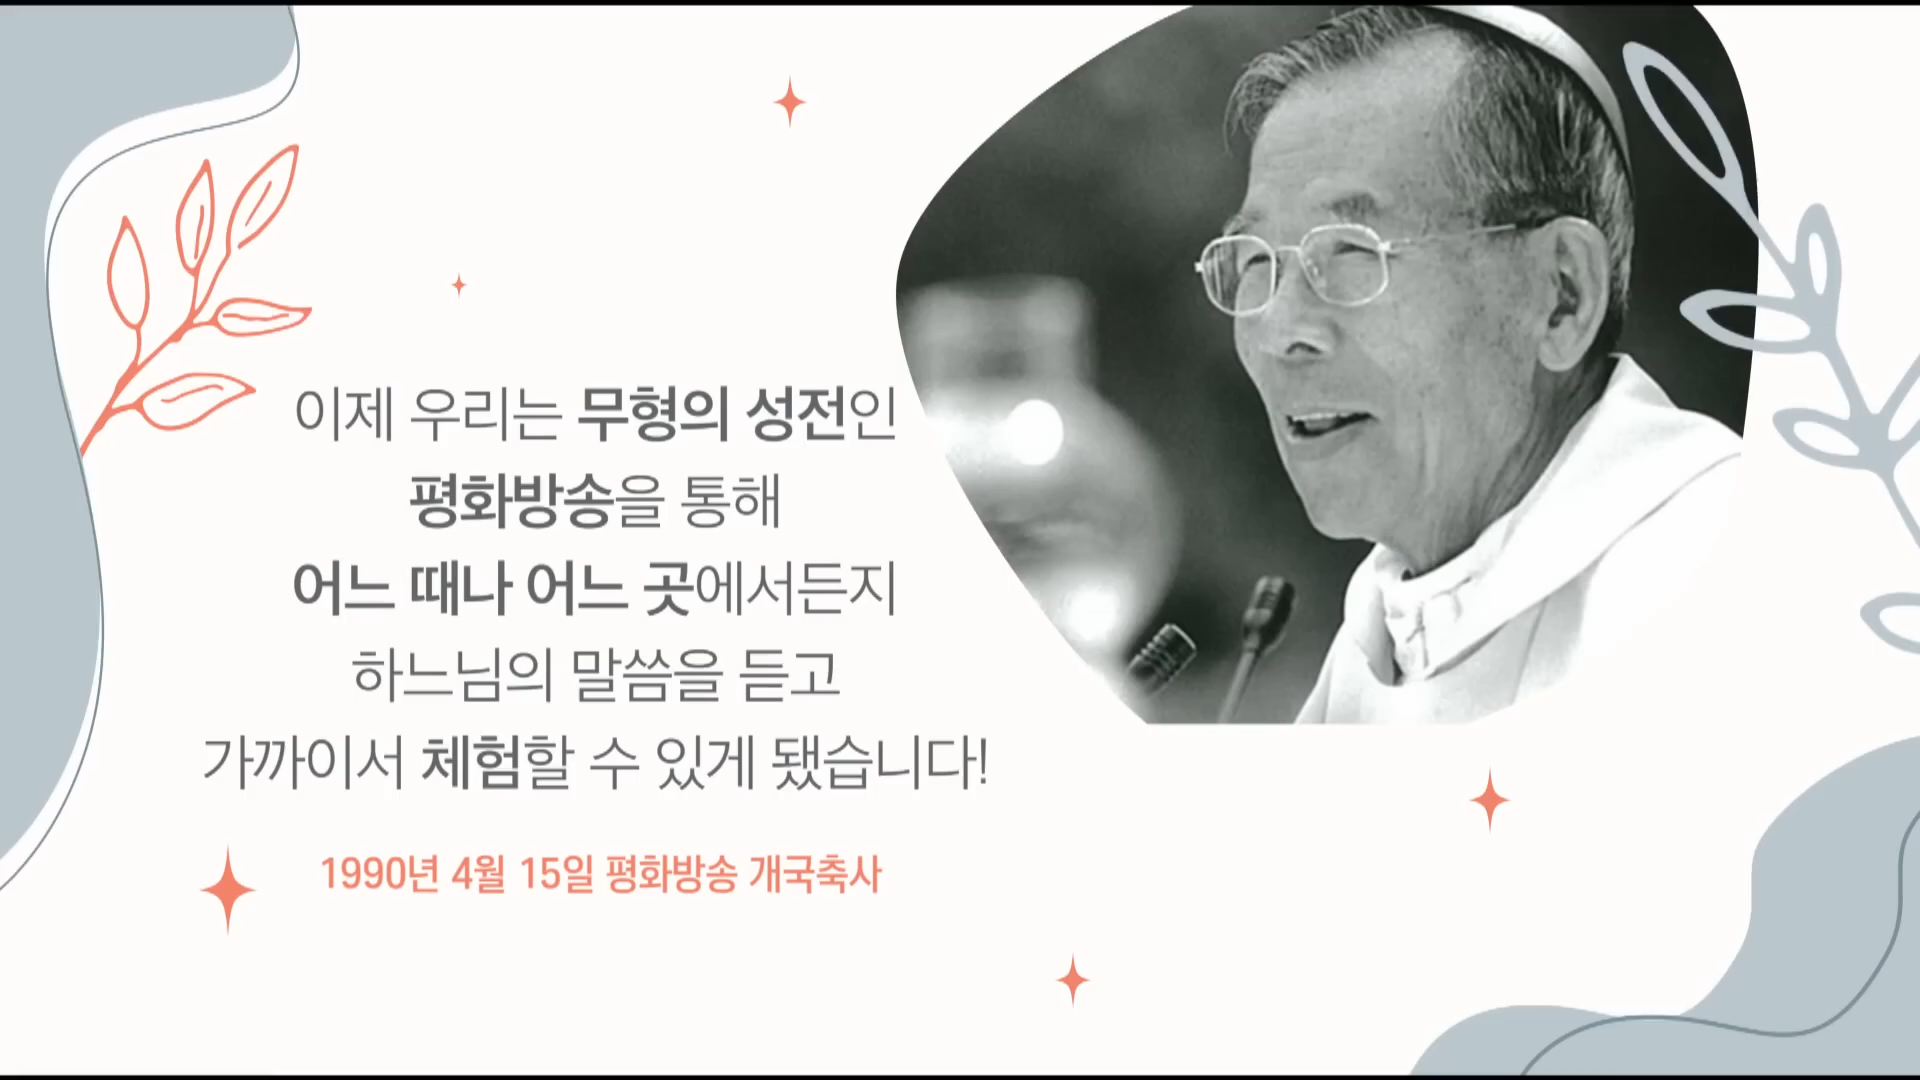 이제 우리는 무형의 성전인
평화방송을 통해
어느 때나 어느 곳에서든지
하느님의 말씀을 듣고
가까이서 체험할 수 있게 됐습니다!
1990년 4월 15일 평화방송 개국축사